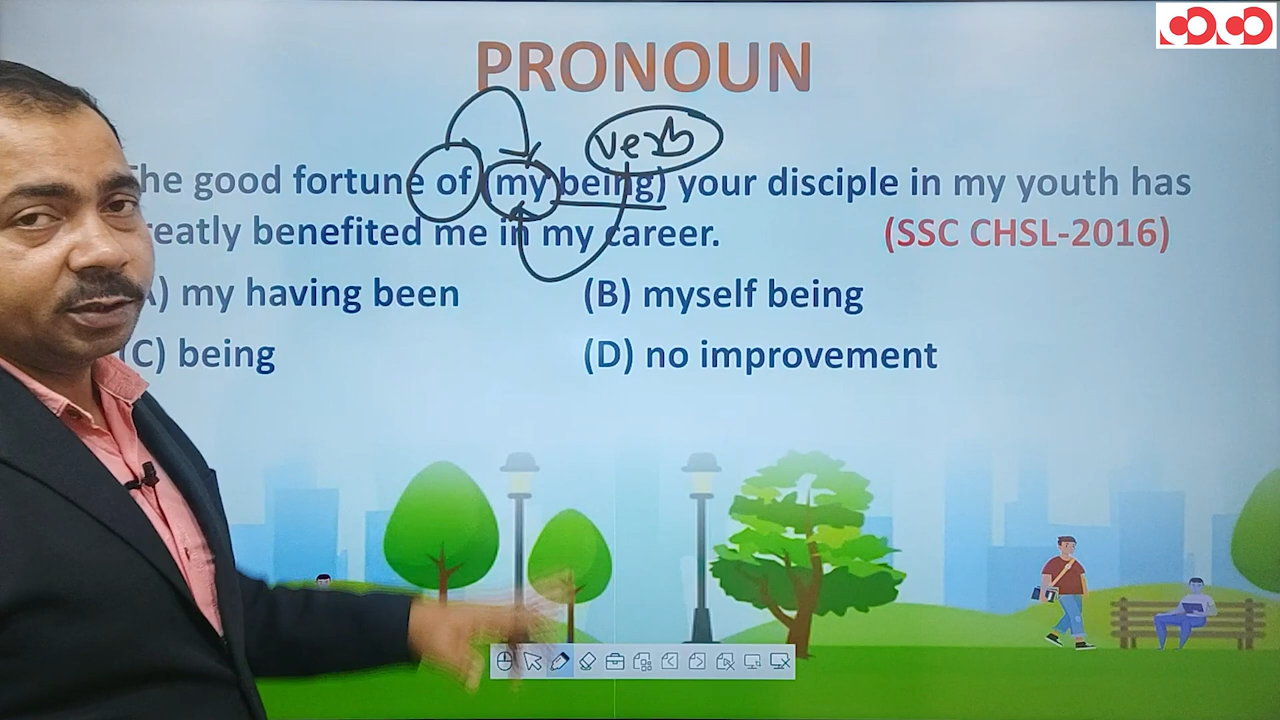 PRONOUN
verb
he good fortune of (my being) your disciple in my youth has
reatly benefited me in my career. (SSC CHSL-2016)
A) my having been (B) myself being
(C) being (D) no improvement